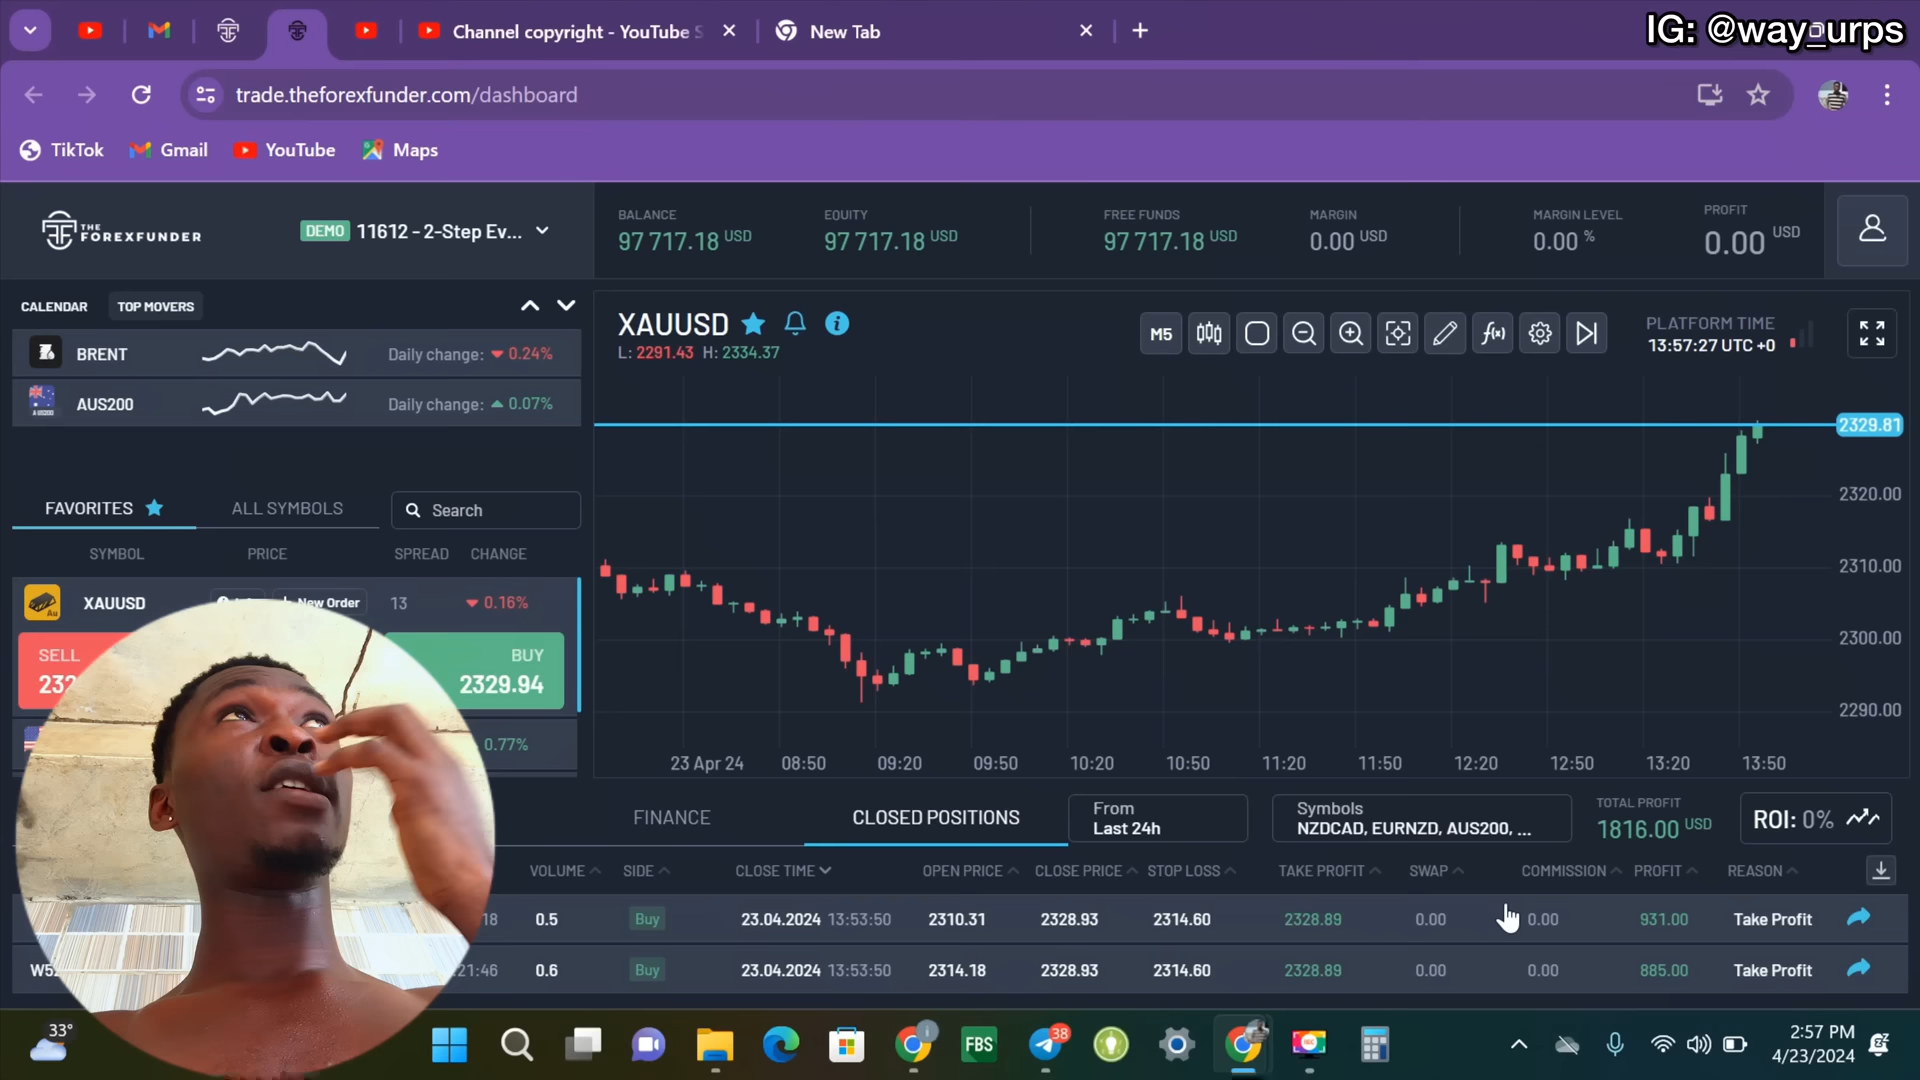 Channel copyright - YouTube S
New Tab
IG: @way_urps
trade.theforexfunder.com/dashboard
TikTok
Gmail
YouTube
Maps
THE FOREXFUNDER
DEMO 11612 - 2-Step Ev...
BALANCE
97 717.18 USD
EQUITY
97 717.18 USD
FREE FUNDS
97 717.18 USD
MARGIN
0.00 USD
MARGIN LEVEL
0.00 %
PROFIT
0.00 USD
CALENDAR
TOP MOVERS
BRENT
Daily change: 0.24%
AUS200
Daily change: 0.07%
XAUUSD
L: 2291.43 H: 2334.37
M5
f(x)
PLATFORM TIME
13:57:27 UTC +0
FAVORITES
ALL SYMBOLS
Search
SYMBOL PRICE SPREAD CHANGE
XAUUSD
New Order
13
0.16%
SELL
232
BUY
2329.94
0.77%
2329.81
2320.00
2310.00
2300.00
2290.00
23 Apr 24 08:50 09:20 09:50 10:20 10:50 11:20 11:50 12:20 12:50 13:20 13:50
FINANCE
CLOSED POSITIONS
From
Last 24h
Symbols
NZDCAD, EURNZD, AUS200, ...
TOTAL PROFIT
1816.00 USD
ROI: 0%
VOLUME SIDE CLOSE TIME OPEN PRICE CLOSE PRICE STOP LOSS TAKE PROFIT SWAP COMMISSION PROFIT REASON
18 0.5 Buy 23.04.2024 13:53:50 2310.31 2328.93 2314.60 2328.89 0.00 0.00 931.00 Take Profit
W52 :21:46 0.6 Buy 23.04.2024 13:53:50 2314.18 2328.93 2314.60 2328.89 0.00 0.00 885.00 Take Profit
33°
FBS
38
2:57 PM
4/23/2024